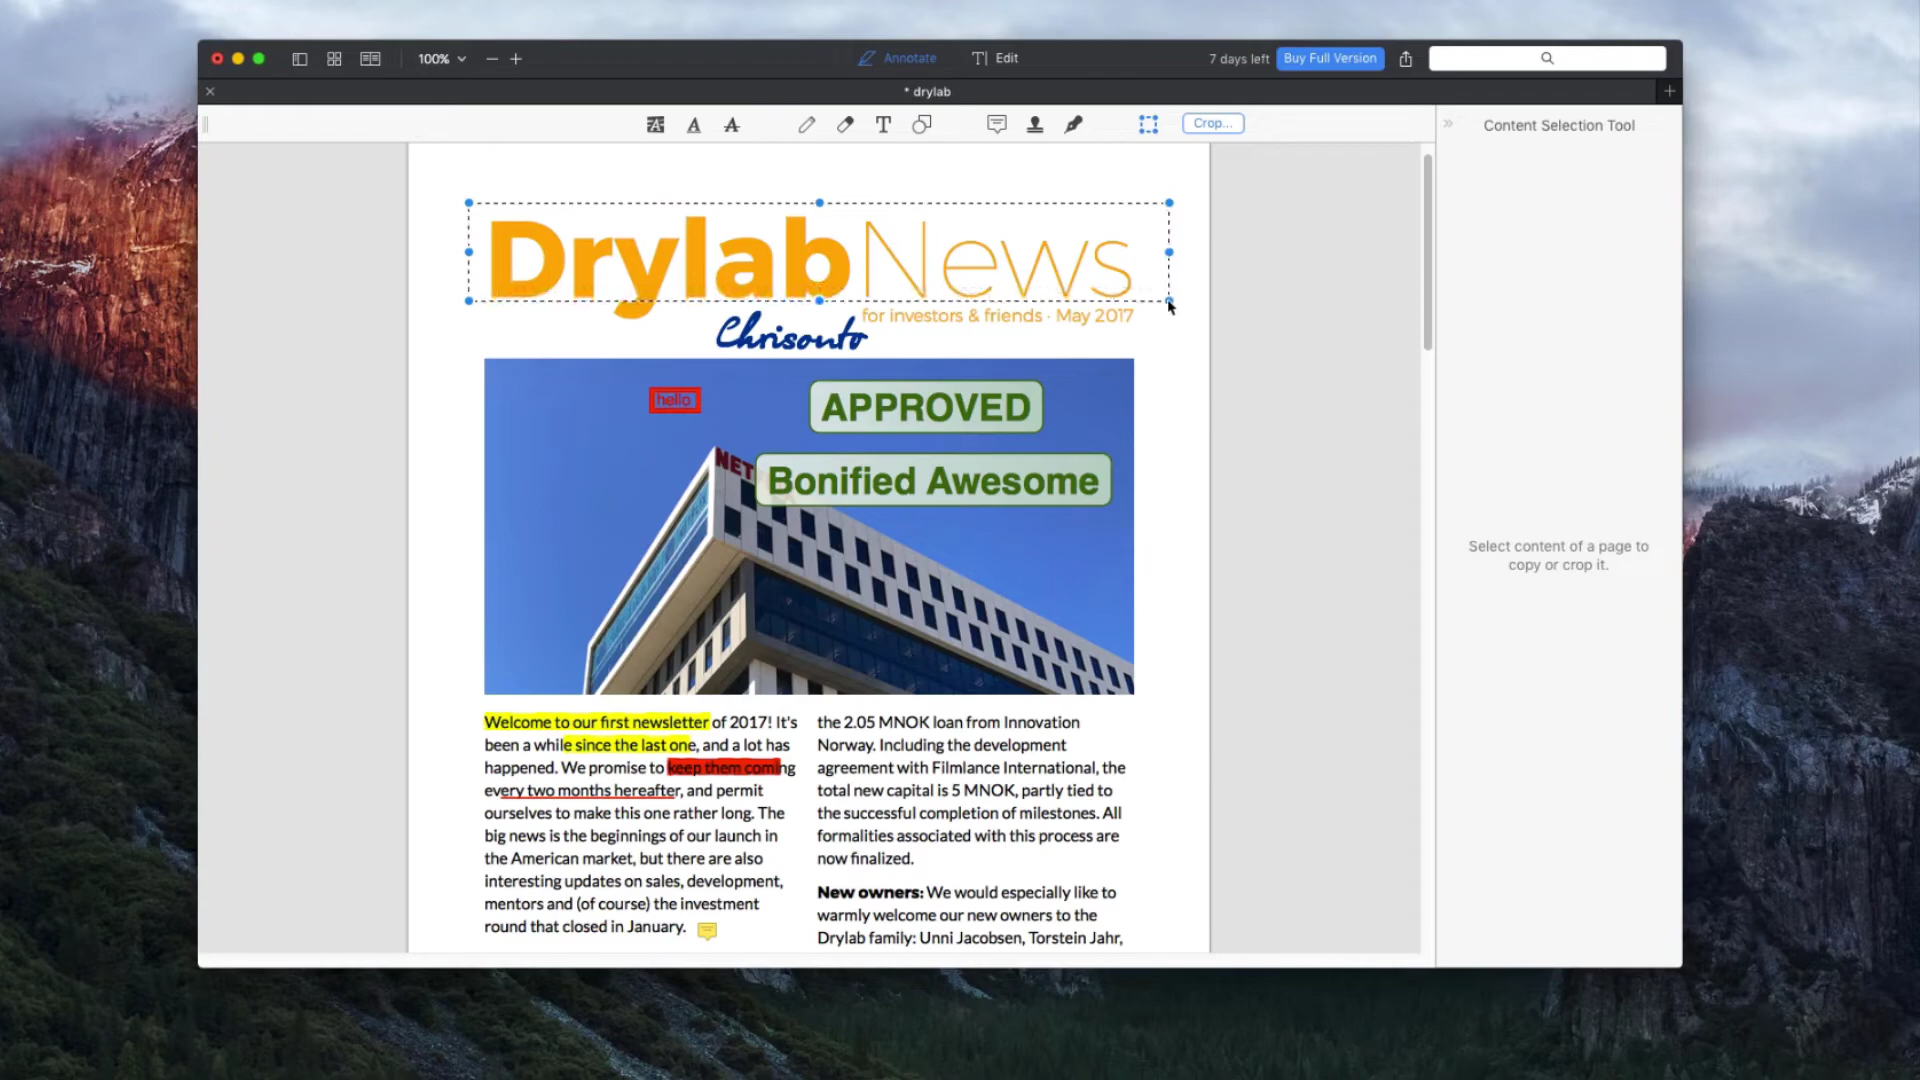 100%
Annotate
Edit
7 days left
Buy Full Version
* drylab
Crop...
Content Selection Tool
DrylabNews
for investors & friends · May 2017
Chrisonto
hello
APPROVED
NET
Bonified Awesome
Welcome to our first newsletter of 2017! It's
been a while since the last one, and a lot has
happened. We promise to keep them coming
every two months hereafter, and permit
ourselves to make this one rather long. The
big news is the beginnings of our launch in
the American market, but there are also
interesting updates on sales, development,
mentors and (of course) the investment
round that closed in January.
the 2.05 MNOK loan from Innovation
Norway. Including the development
agreement with Filmlance International, the
total new capital is 5 MNOK, partly tied to
the successful completion of milestones. All
formalities associated with this process are
now finalized.
New owners: We would especially like to
warmly welcome our new owners to the
Drylab family: Unni Jacobsen, Torstein Jahr,
Select content of a page to
copy or crop it.